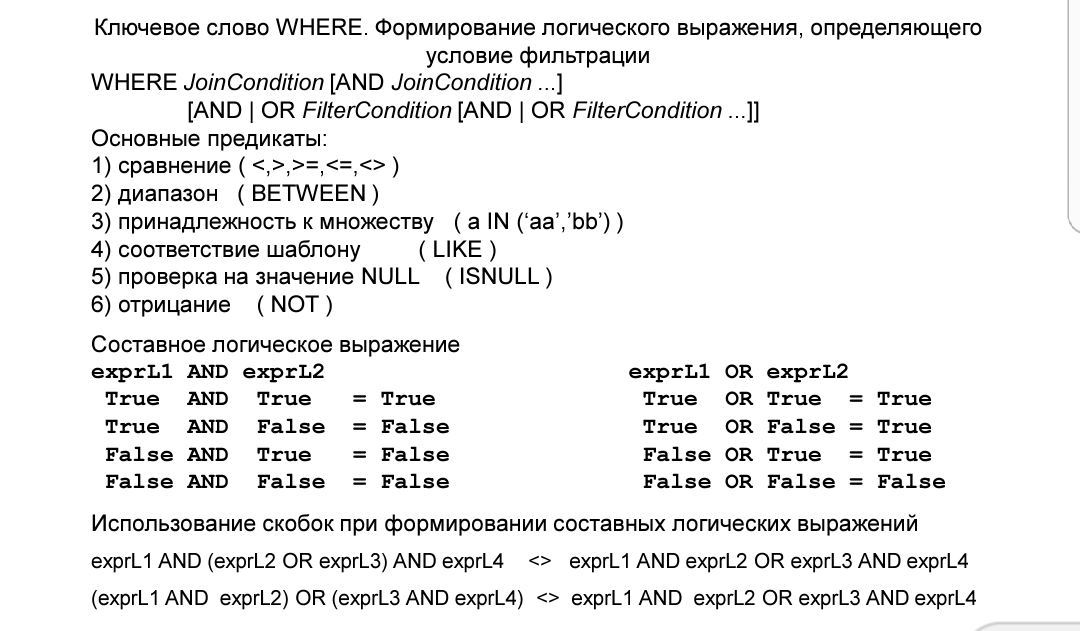 Ключевое слово WHERE. Формирование логического выражения, определяющего
условие фильтрации
WHERE JoinCondition [AND JoinCondition ...]
[AND | OR FilterCondition [AND | OR FilterCondition ...]]
Основные предикаты:
1) сравнение ( <,>,>=,<=,<> )
2) диапазон ( BETWEEN )
3) принадлежность к множеству ( a IN (‘aa’,’bb’) )
4) соответствие шаблону ( LIKE )
5) проверка на значение NULL ( ISNULL )
6) отрицание ( NOT )
Составное логическое выражение
exprL1 AND exprL2 exprL1 OR exprL2
True AND True = True True OR True = True
True AND False = False True OR False = True
False AND True = False False OR True = True
False AND False = False False OR False = False
Использование скобок при формировании составных логических выражений
exprL1 AND (exprL2 OR exprL3) AND exprL4 <> exprL1 AND exprL2 OR exprL3 AND exprL4
(exprL1 AND exprL2) OR (exprL3 AND exprL4) <> exprL1 AND exprL2 OR exprL3 AND exprL4